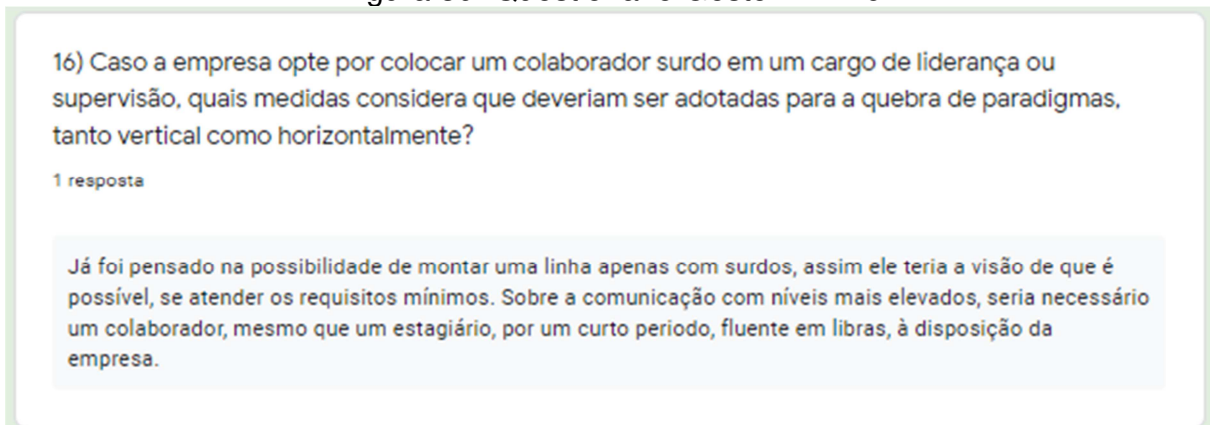 16) Caso a empresa opte por colocar um colaborador surdo em um cargo de liderança ou
supervisão, quais medidas considera que deveriam ser adotadas para a quebra de paradigmas,
tanto vertical como horizontalmente?
1 resposta
Já foi pensado na possibilidade de montar uma linha apenas com surdos, assim ele teria a visão de que é
possível, se atender os requisitos mínimos. Sobre a comunicação com níveis mais elevados, seria necessário
um colaborador, mesmo que um estagiário, por um curto periodo, fluente em libras, à disposição da
empresa.